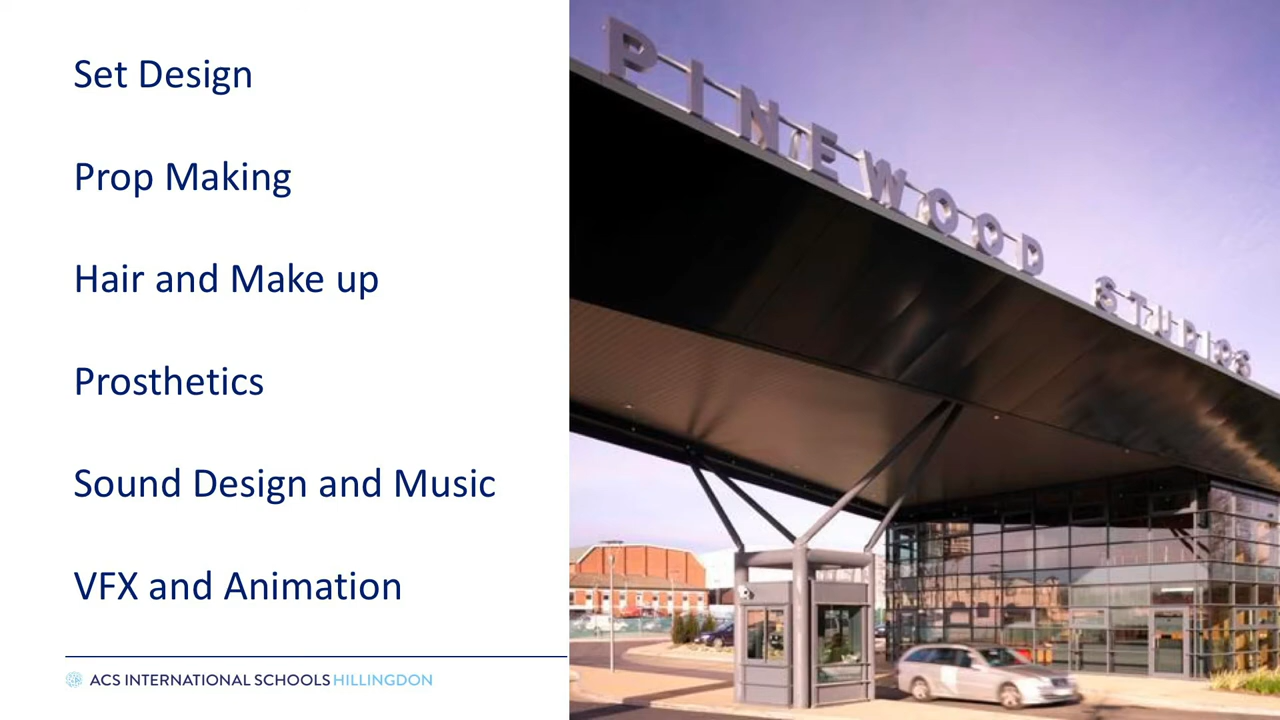 Set Design
Prop Making
Hair and Make up
Prosthetics
Sound Design and Music
VFX and Animation
ACS INTERNATIONAL SCHOOLS HILLINGDON
PINEWOOD STUDIOS